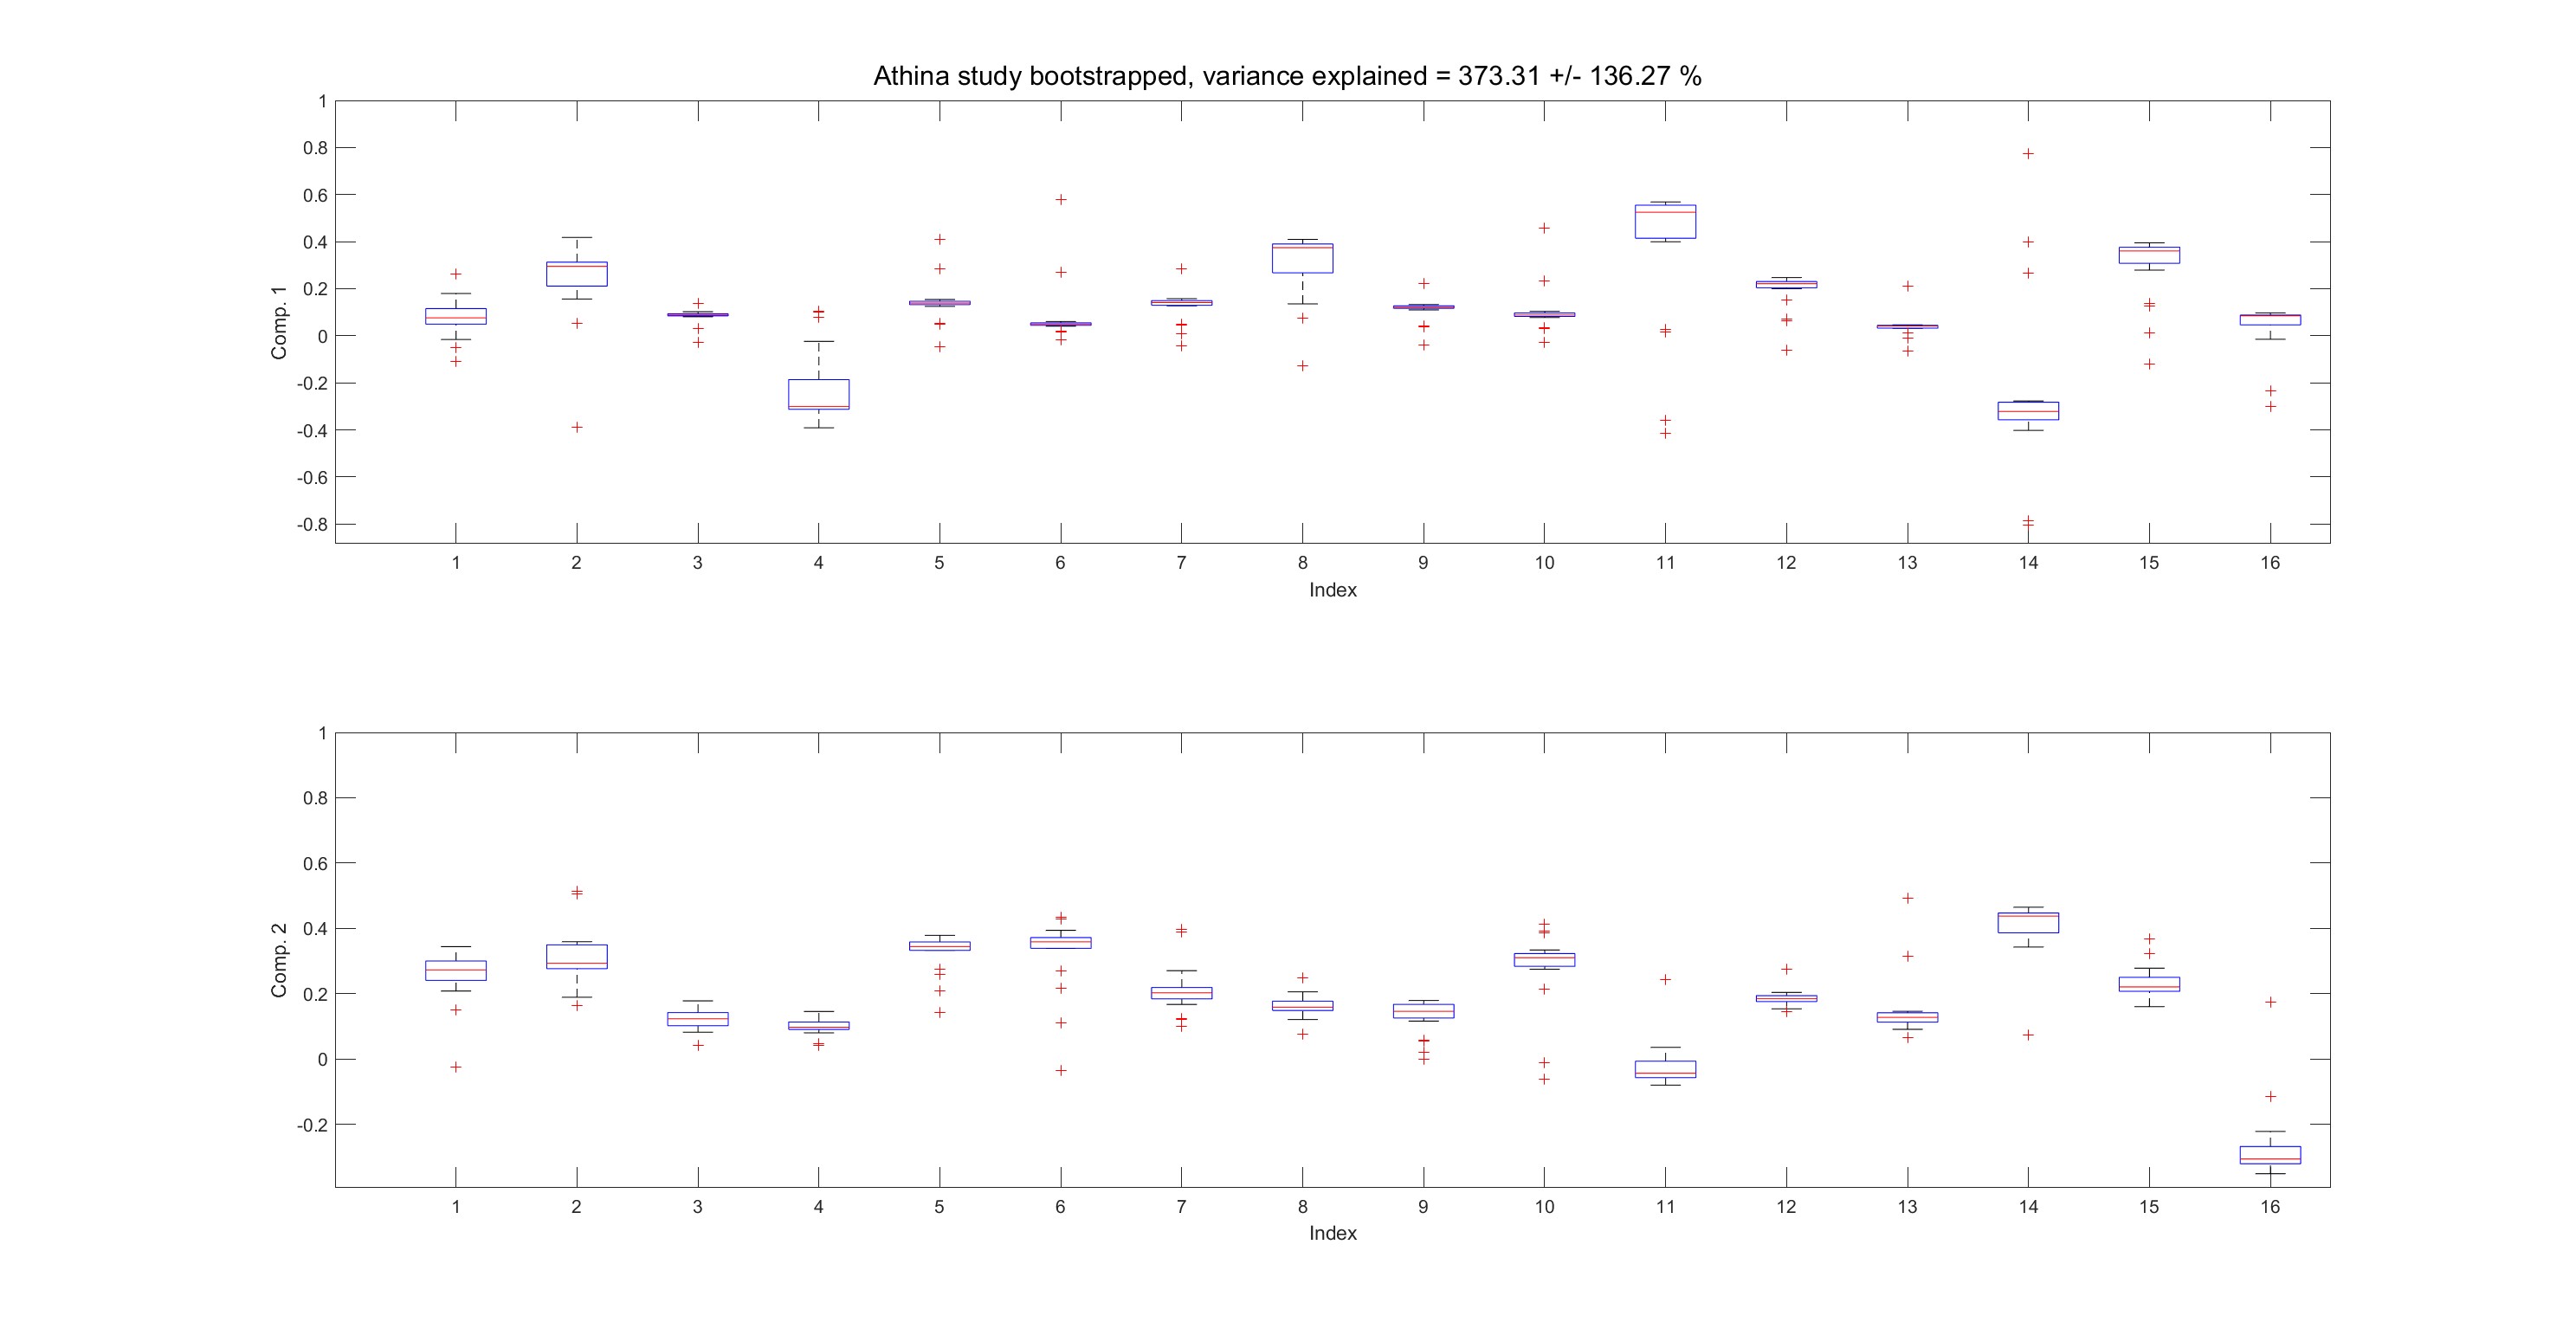 Athina study bootstrapped, variance explained = 373.31 +/- 136.27 %
1
0.8
0.6
0.4
0.2
0
-0.2
-0.4
-0.6
-0.8
Comp. 1
1 2 3 4 5 6 7 8 9 10 11 12 13 14 15 16
Index
1
0.8
0.6
0.4
0.2
0
-0.2
Comp. 2
1 2 3 4 5 6 7 8 9 10 11 12 13 14 15 16
Index